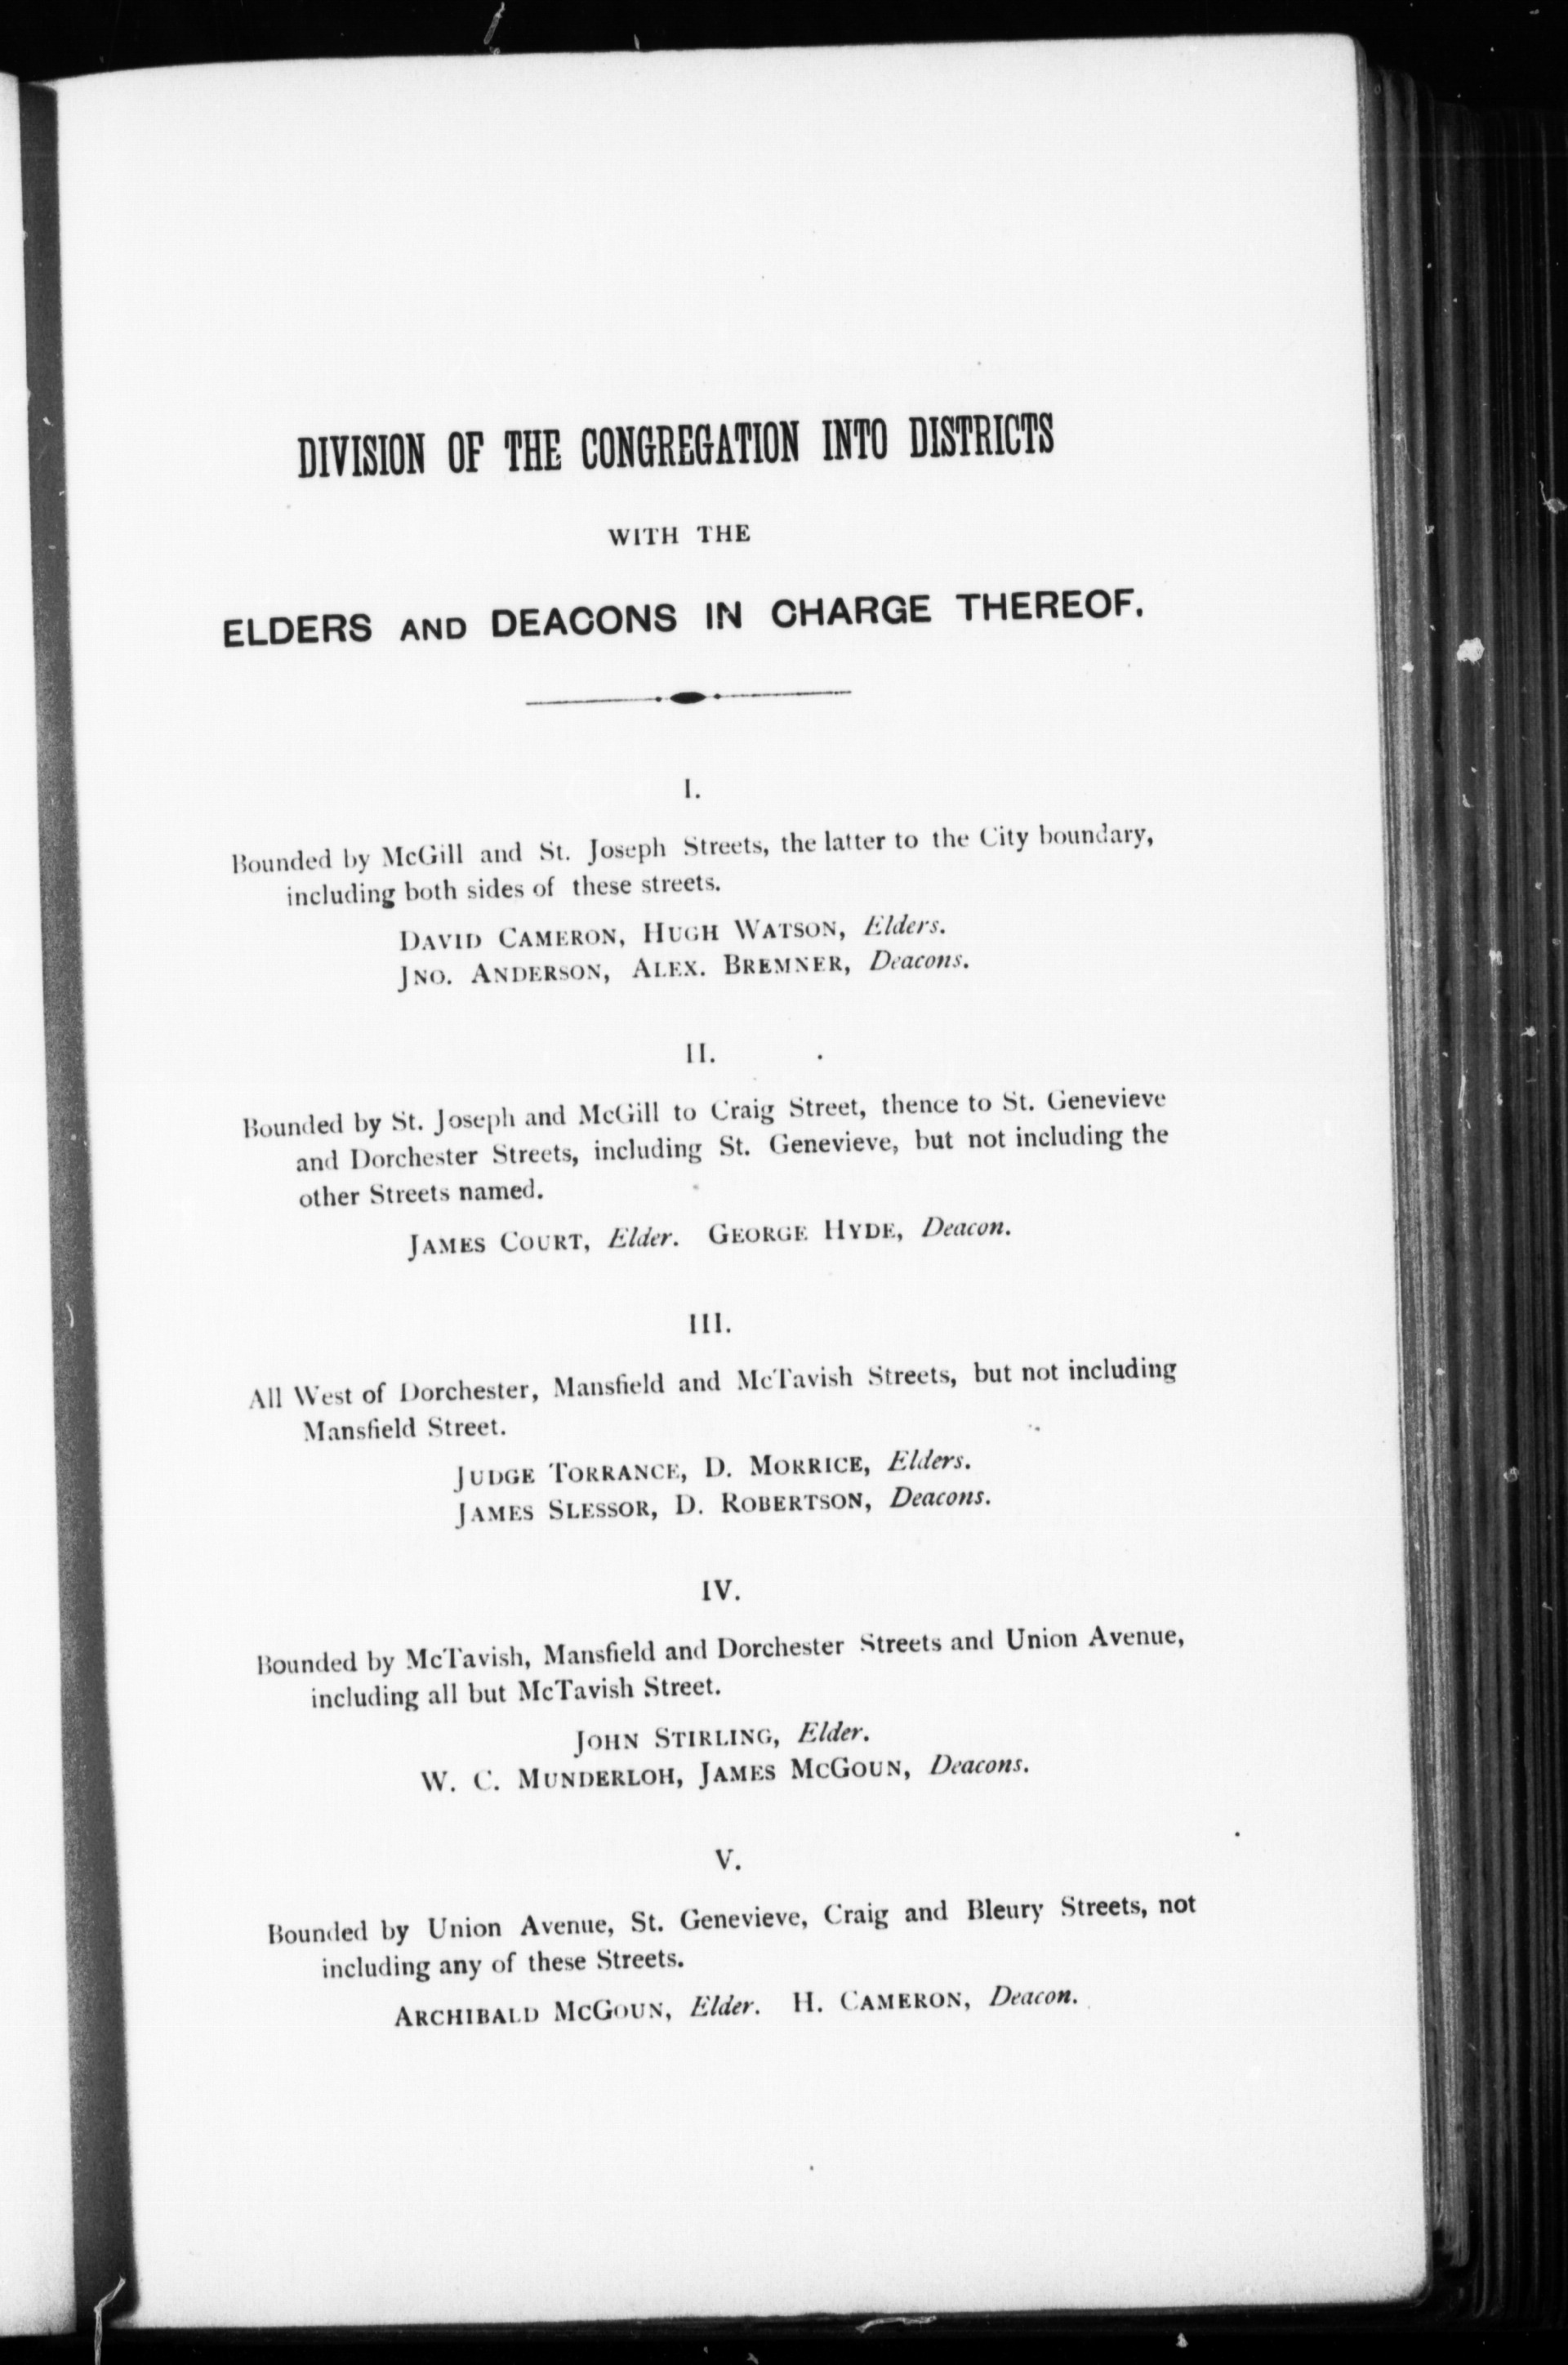 DIVISION OF THE CONGREGATION INTO DISTRICTS
WITH THE
ELDERS AND DEACONS IN CHARGE THEREOF.
I.
Bounded by McGill and St. Joseph Streets, the latter to the City boundary,
including both sides of these streets.
DAVID CAMERON, HUGH WATSON, Elders.
JNO. ANDERSON, ALEX. BREMNER, Deacons.
II.
Bounded by St. Joseph and McGill to Craig Street, thence to St. Genevieve
and Dorchester Streets, including St. Genevieve, but not including the
other Streets named.
JAMES COURT, Elder. GEORGE HYDE, Deacon.
III.
All West of Dorchester, Mansfield and McTavish Streets, but not including
Mansfield Street.
JUDGE TORRANCE, D. MORRICE, Elders.
JAMES SLESSOR, D. ROBERTSON, Deacons.
IV.
Bounded by McTavish, Mansfield and Dorchester Streets and Union Avenue,
including all but McTavish Street.
JOHN STIRLING, Elder.
W. C. MUNDERLOH, JAMES MCGOUN, Deacons.
V.
Bounded by Union Avenue, St. Genevieve, Craig and Bleury Streets, not
including any of these Streets.
ARCHIBALD MCGOUN, Elder. H. CAMERON, Deacon.